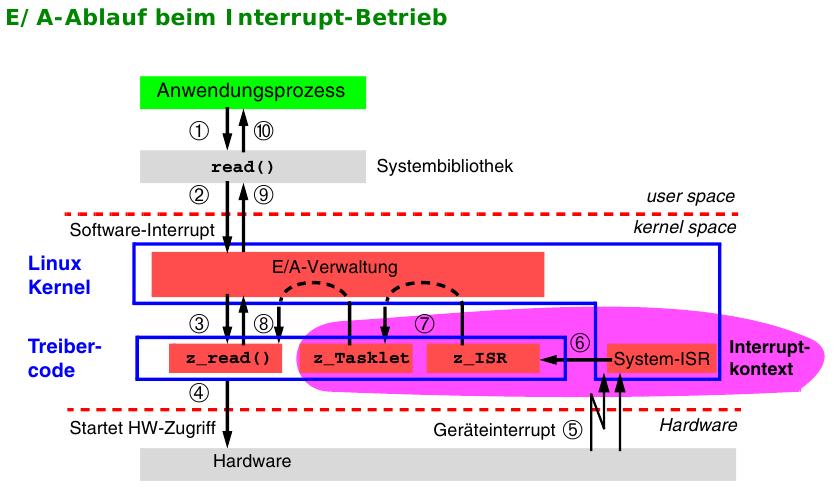 E/A-Ablauf beim Interrupt-Betrieb
Anwendungsprozess
① ⑩
read()
Systembibliothek
② ⑨
user space
Software-Interrupt
kernel space
Linux
Kernel
E/A-Verwaltung
③ ⑧ ⑦
Treiber-
code
z_read()
z_Tasklet
z_ISR
⑥
System-ISR
Interrupt-
kontext
④
Startet HW-Zugriff
Geräteinterrupt ⑤
Hardware
Hardware